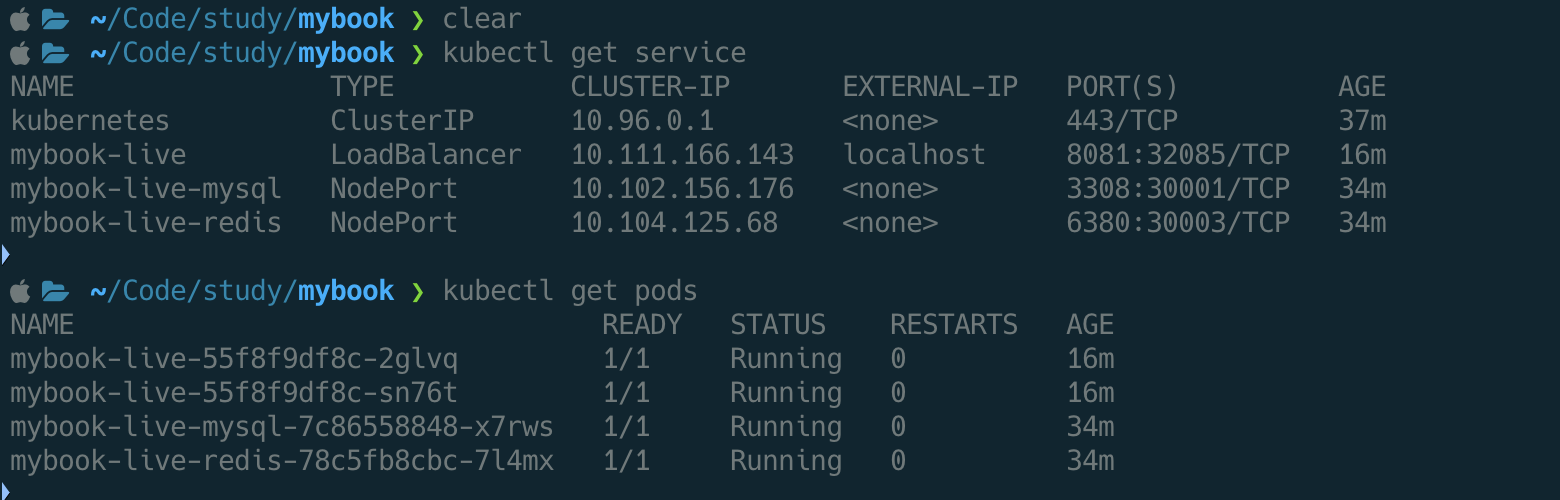 ~/Code/study/mybook ❯ clear
~/Code/study/mybook ❯ kubectl get service
NAME TYPE CLUSTER-IP EXTERNAL-IP PORT(S) AGE
kubernetes ClusterIP 10.96.0.1 <none> 443/TCP 37m
mybook-live LoadBalancer 10.111.166.143 localhost 8081:32085/TCP 16m
mybook-live-mysql NodePort 10.102.156.176 <none> 3308:30001/TCP 34m
mybook-live-redis NodePort 10.104.125.68 <none> 6380:30003/TCP 34m
~/Code/study/mybook ❯ kubectl get pods
NAME READY STATUS RESTARTS AGE
mybook-live-55f8f9df8c-2glvq 1/1 Running 0 16m
mybook-live-55f8f9df8c-sn76t 1/1 Running 0 16m
mybook-live-mysql-7c86558848-x7rws 1/1 Running 0 34m
mybook-live-redis-78c5fb8cbc-7l4mx 1/1 Running 0 34m